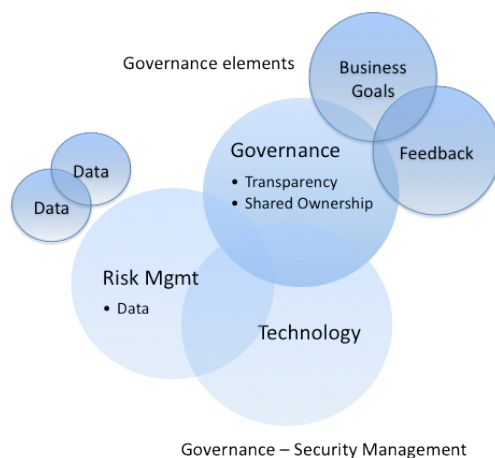 Governance elements
Business
Goals
Feedback
Governance
• Transparency
• Shared Ownership
Data
Data
Risk Mgmt
• Data
Technology
Governance – Security Management